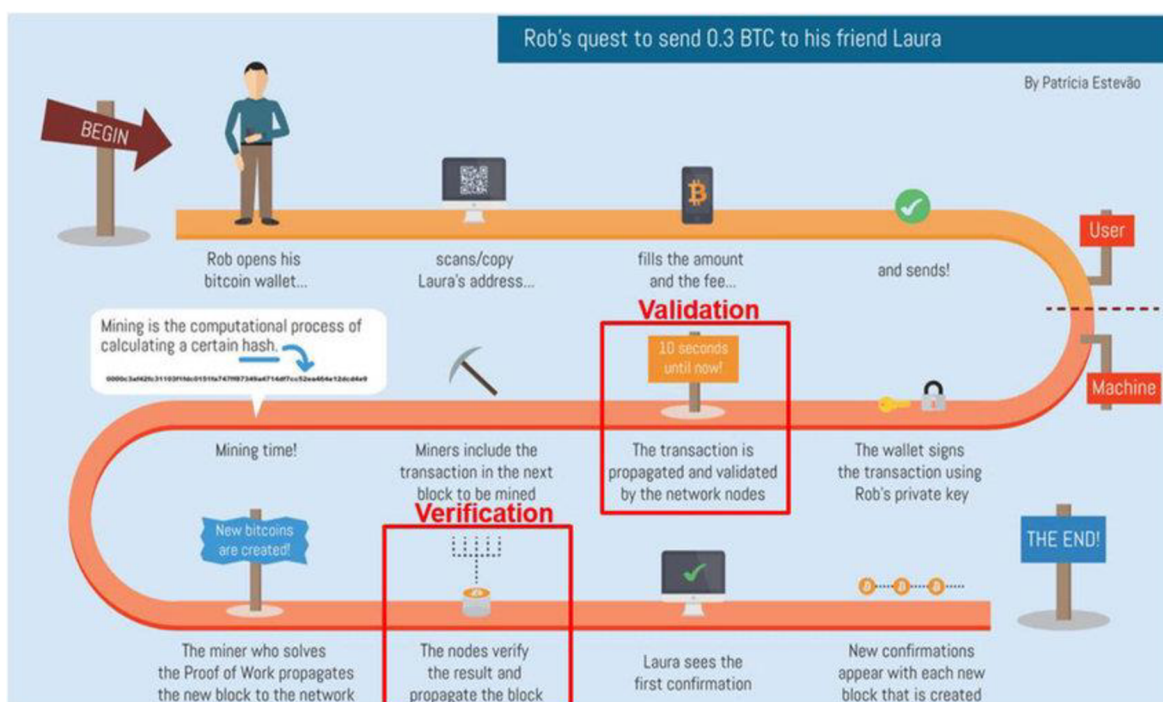 Rob's quest to send 0.3 BTC to his friend Laura
By Patrícia Estevão
BEGIN
Rob opens his
bitcoin wallet...
scans/copy
Laura's address...
fills the amount
and the fee...
and sends!
User
Machine
Validation
10 seconds
until now!
The wallet signs
the transaction using
Rob's private key
The transaction is
propagated and validated
by the network nodes
Miners include the
transaction in the next
block to be mined
Mining is the computational process of
calculating a certain hash.
Mining time!
New bitcoins
are created!
The miner who solves
the Proof of Work propagates
the new block to the network
Verification
The nodes verify
the result and
propagate the block
Laura sees the
first confirmation
New confirmations
appear with each new
block that is created
THE END!